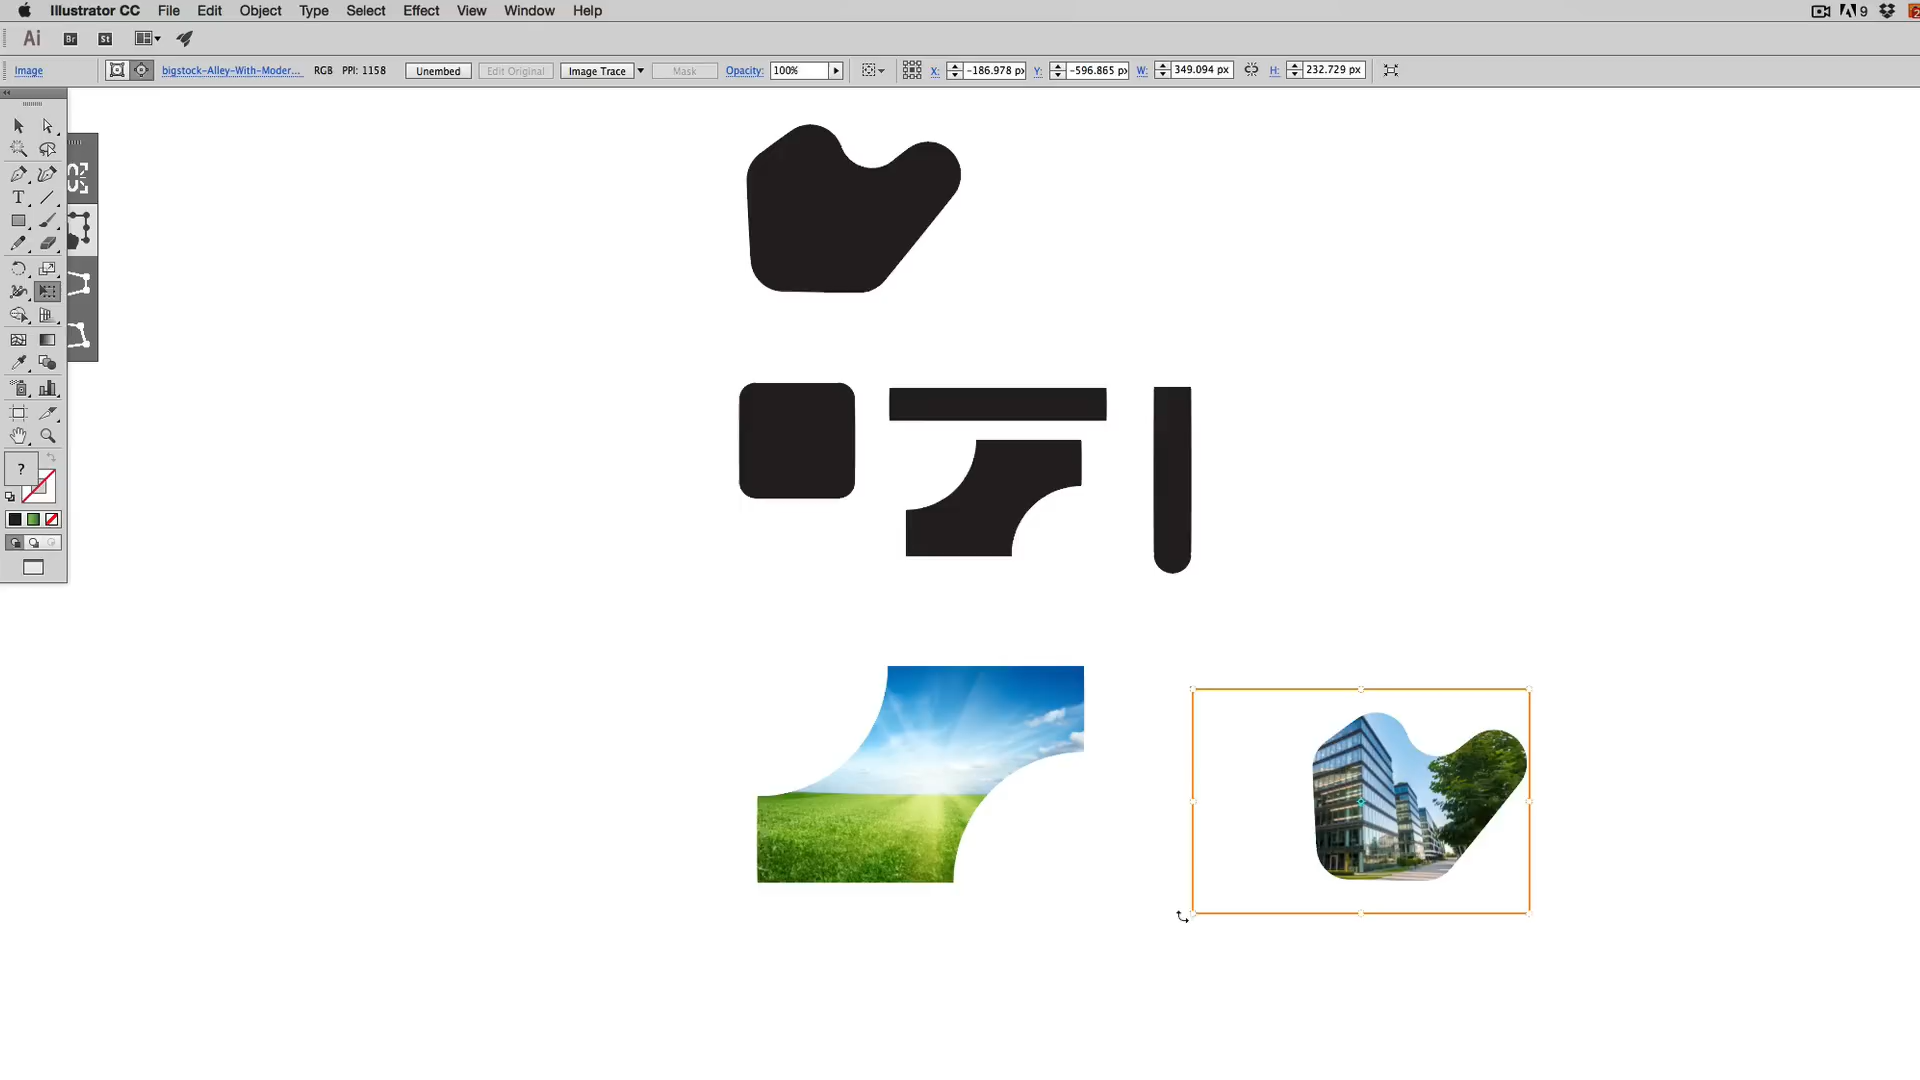 Illustrator CC File Edit Object Type Select Effect View Window Help 9 2
Ai Br St
Image bigstock-Alley-With-Moder... RGB PPI: 1158 Unembed Edit Original Image Trace Mask Opacity: 100% X: -186.978 px Y: -596.865 px W: 349.094 px H: 232.729 px
T
?